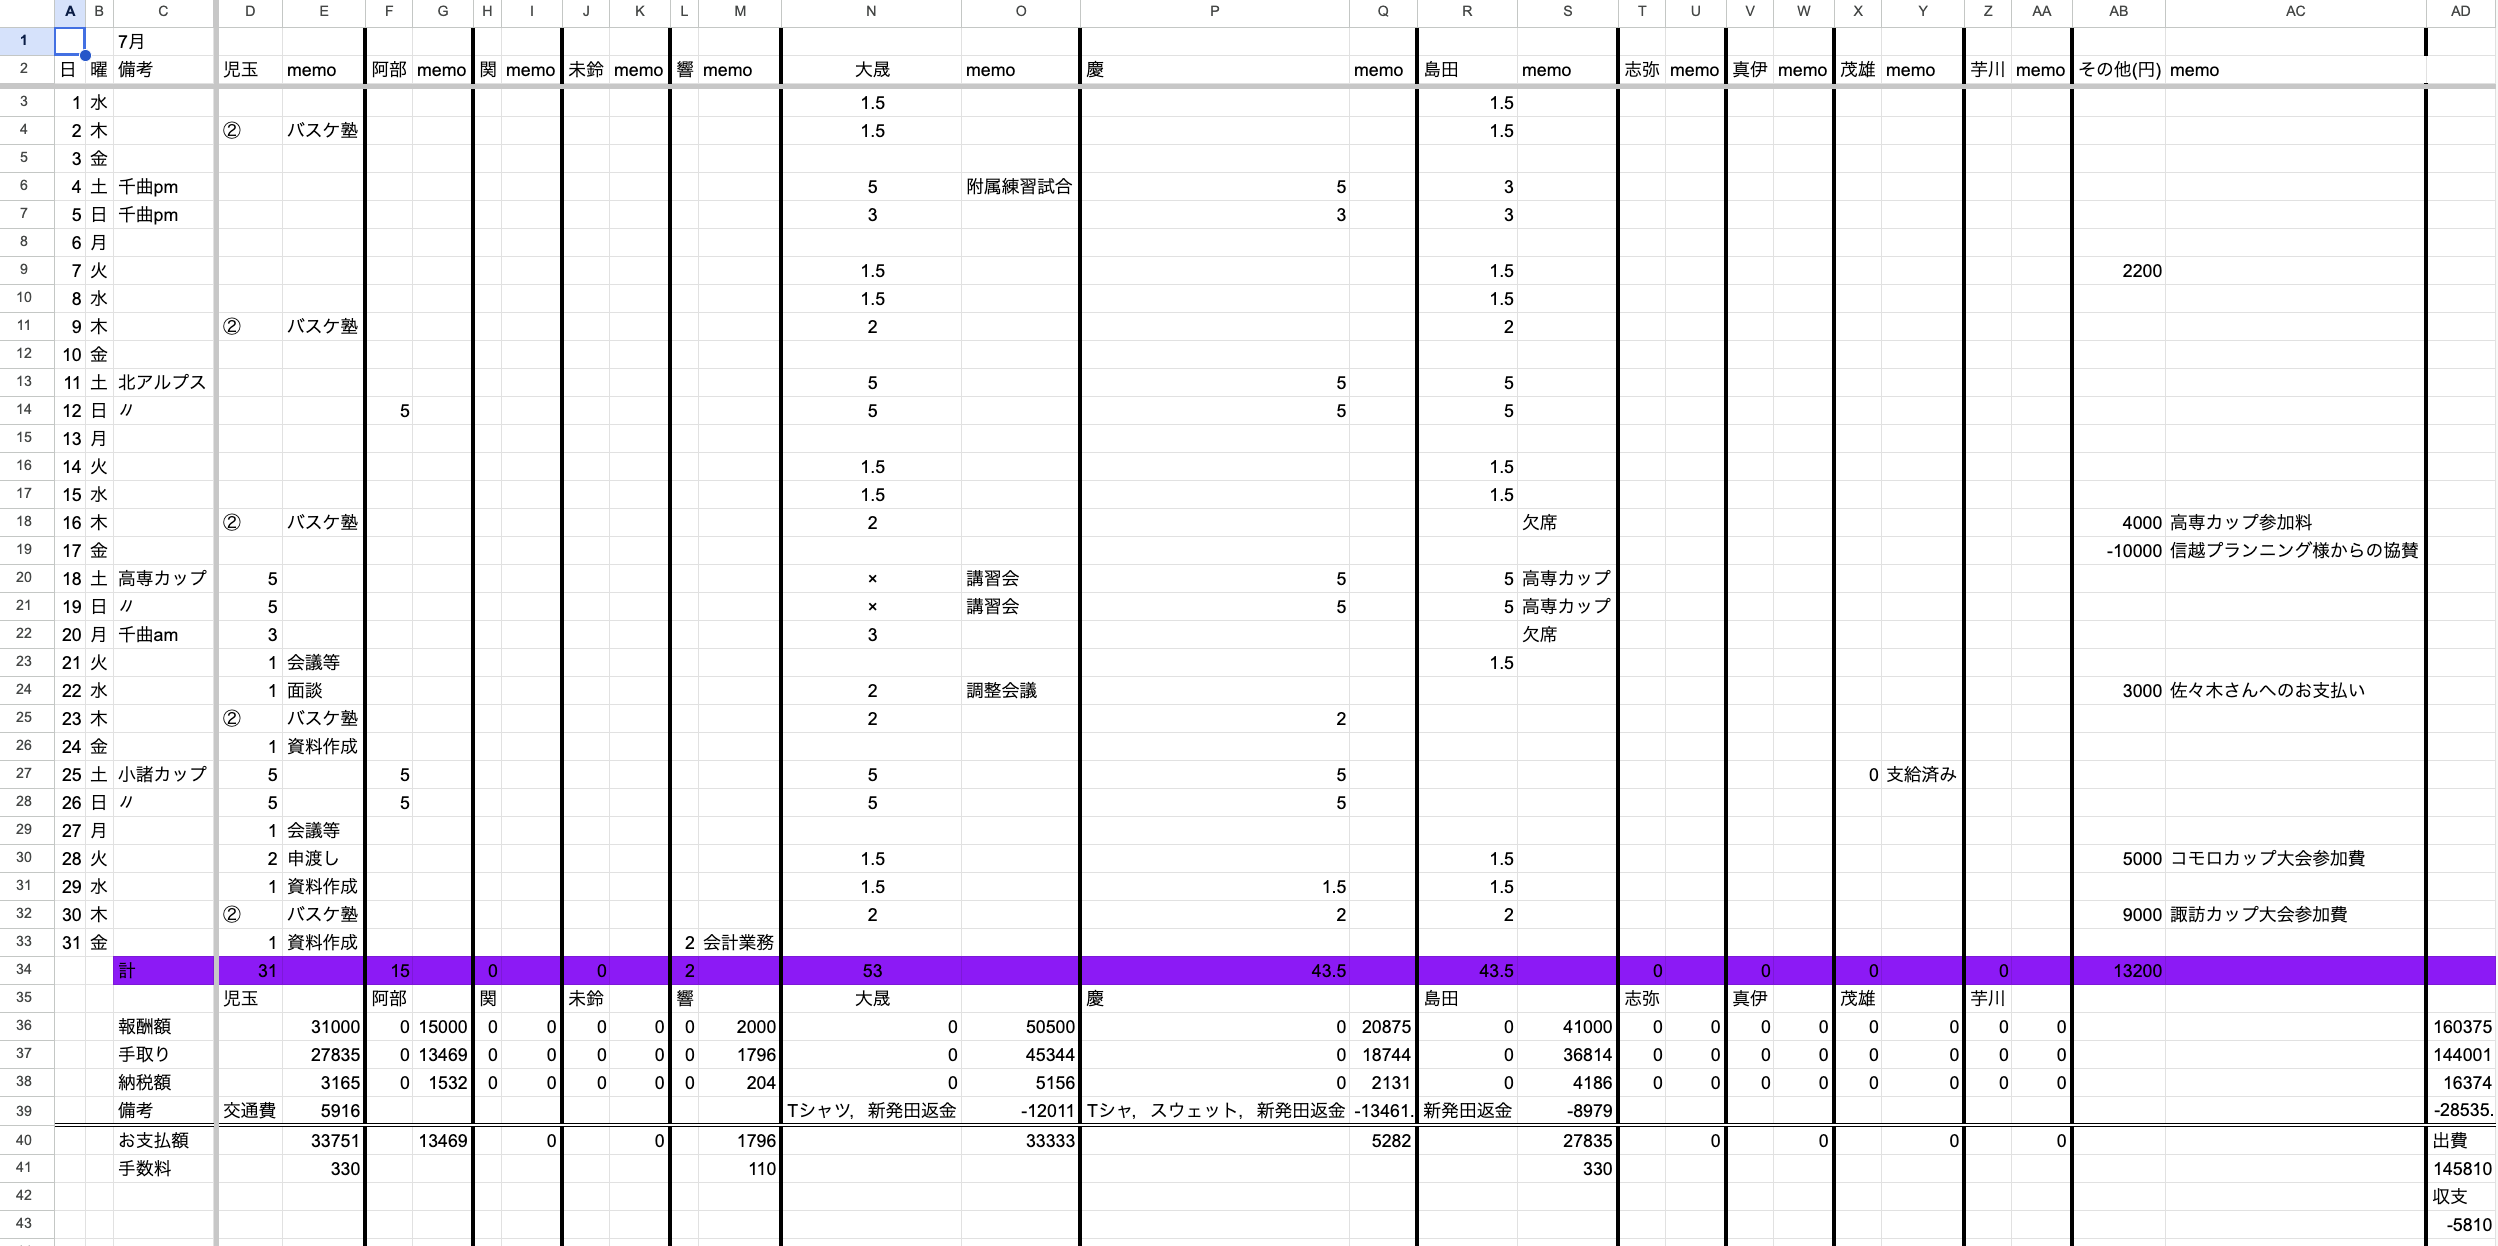 A B C D E F G H I J K L M N O P Q R S T U V W X Y Z AA AB AC AD
1 7月
2 日 曜 備考 児玉 memo 阿部 memo 関 memo 未鈴 memo 響 memo 大晟 memo 慶 memo 島田 memo 志弥 memo 真伊 memo 茂雄 memo 芋川 memo その他(円) memo
3 1 水 1.5 1.5
4 2 木 ② バスケ塾 1.5 1.5
5 3 金
6 4 土 千曲pm 5 附属練習試合 5 3
7 5 日 千曲pm 3 3 3
8 6 月
9 7 火 1.5 1.5 2200
10 8 水 1.5 1.5
11 9 木 ② バスケ塾 2 2
12 10 金
13 11 土 北アルプス 5 5 5
14 12 日 〃 5 5 5 5
15 13 月
16 14 火 1.5 1.5
17 15 水 1.5 1.5
18 16 木 ② バスケ塾 2 欠席 4000 高専カップ参加料
19 17 金 -10000 信越プランニング様からの協賛
20 18 土 高専カップ 5 × 講習会 5 5 高専カップ
21 19 日 〃 5 × 講習会 5 5 高専カップ
22 20 月 千曲am 3 3 欠席
23 21 火 1 会議等 1.5
24 22 水 1 面談 2 調整会議 3000 佐々木さんへのお支払い
25 23 木 ② バスケ塾 2 2
26 24 金 1 資料作成
27 25 土 小諸カップ 5 5 5 5 0 支給済み
28 26 日 〃 5 5 5 5
29 27 月 1 会議等
30 28 火 2 申渡し 1.5 1.5 5000 コモロカップ大会参加費
31 29 水 1 資料作成 1.5 1.5 1.5
32 30 木 ② バスケ塾 2 2 2 9000 諏訪カップ大会参加費
33 31 金 1 資料作成 2 会計業務
34 計 31 15 0 0 2 53 43.5 43.5 0 0 0 0 13200
35 児玉 阿部 関 未鈴 響 大晟 慶 島田 志弥 真伊 茂雄 芋川
36 報酬額 31000 0 15000 0 0 0 0 0 2000 0 50500 0 20875 0 41000 0 0 0 0 0 0 0 0 160375
37 手取り 27835 0 13469 0 0 0 0 0 1796 0 45344 0 18744 0 36814 0 0 0 0 0 0 0 0 144001
38 納税額 3165 0 1532 0 0 0 0 0 204 0 5156 0 2131 0 4186 0 0 0 0 0 0 0 0 16374
39 備考 交通費 5916 Tシャツ，新発田返金 -12011 Tシャ，スウェット，新発田返金 -13461. 新発田返金 -8979 -28535.
40 お支払額 33751 13469 0 0 1796 33333 5282 27835 0 0 0 0 出費
41 手数料 330 110 330 145810
42 収支
43 -5810